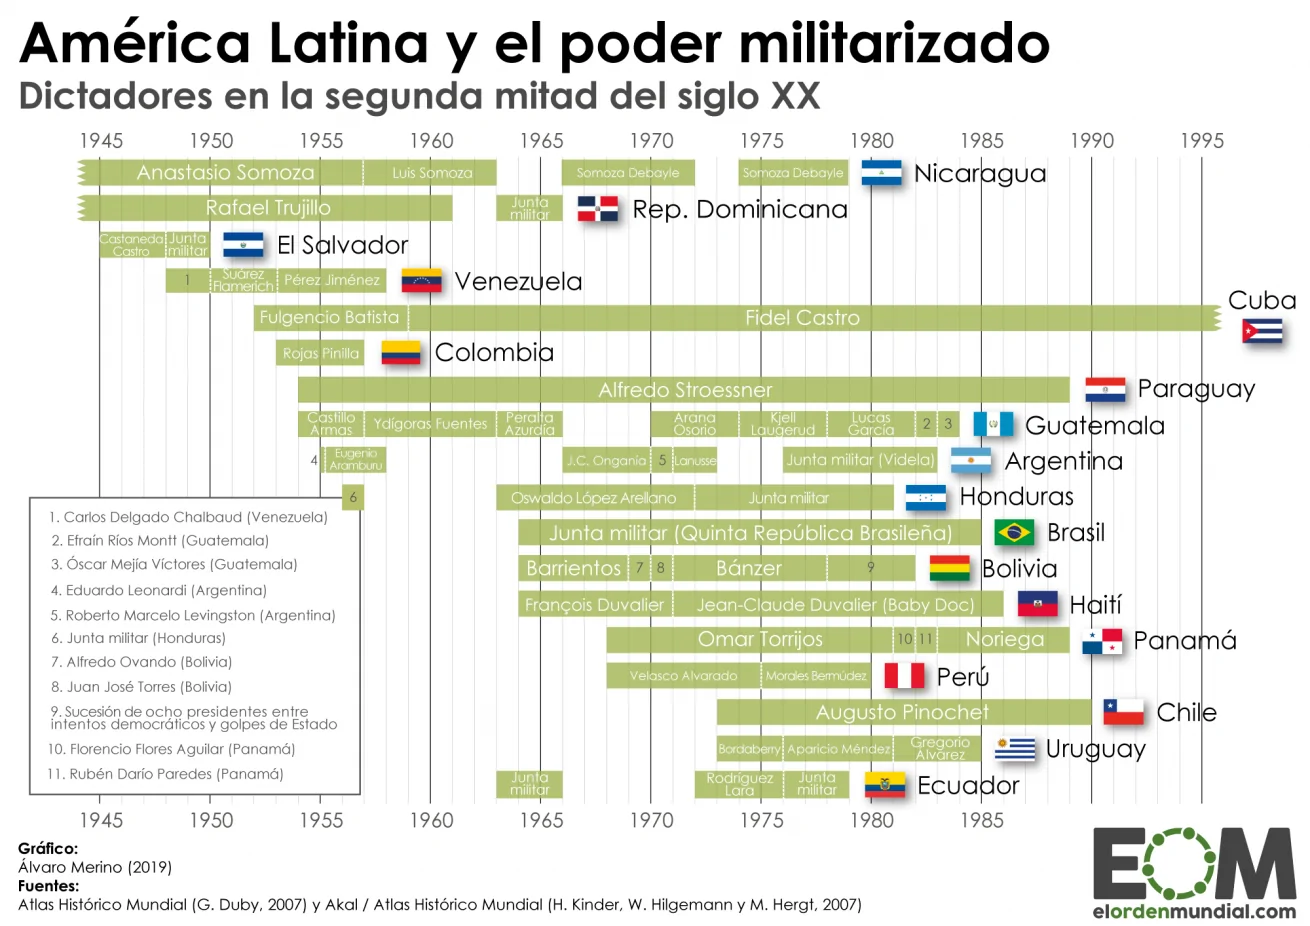 América Latina y el poder militarizado
Dictadores en la segunda mitad del siglo XX
1945 1950 1955 1960 1965 1970 1975 1980 1985 1990 1995
Anastasio Somoza Luis Somoza Somoza Debayle Somoza Debayle Nicaragua
Rafael Trujillo Junta militar Rep. Dominicana
Castaneda Castro Junta militar El Salvador
1 Suárez Flamerich Pérez Jiménez Venezuela
Fulgencio Batista Fidel Castro Cuba
Rojas Pinilla Colombia
Alfredo Stroessner Paraguay
Castillo Armas Ydígoras Fuentes Peralta Azurdia Arana Osorio Kjell Laugerud Lucas García 2 3 Guatemala
4 Eugenio Aramburu J.C. Onganía 5 Lanusse Junta militar (Videla) Argentina
6 Oswaldo López Arellano Junta militar Honduras
Junta militar (Quinta República Brasileña) Brasil
Barrientos 7 8 Bánzer 9 Bolivia
François Duvalier Jean-Claude Duvalier (Baby Doc) Haití
Omar Torrijos 10 11 Noriega Panamá
Velasco Alvarado Morales Bermúdez Perú
Augusto Pinochet Chile
Bordaberry Aparicio Méndez Gregorio Álvarez Uruguay
Junta militar Rodríguez Lara Junta militar Ecuador
1. Carlos Delgado Chalbaud (Venezuela)
2. Efraín Ríos Montt (Guatemala)
3. Óscar Mejía Víctores (Guatemala)
4. Eduardo Leonardi (Argentina)
5. Roberto Marcelo Levingston (Argentina)
6. Junta militar (Honduras)
7. Alfredo Ovando (Bolivia)
8. Juan José Torres (Bolivia)
9. Sucesión de ocho presidentes entre
intentos democráticos y golpes de Estado
10. Florencio Flores Aguilar (Panamá)
11. Rubén Darío Paredes (Panamá)
1945 1950 1955 1960 1965 1970 1975 1980 1985
Gráfico:
Álvaro Merino (2019)
Fuentes:
Atlas Histórico Mundial (G. Duby, 2007) y Akal / Atlas Histórico Mundial (H. Kinder, W. Hilgemann y M. Hergt, 2007)
EOM
elordenmundial.com